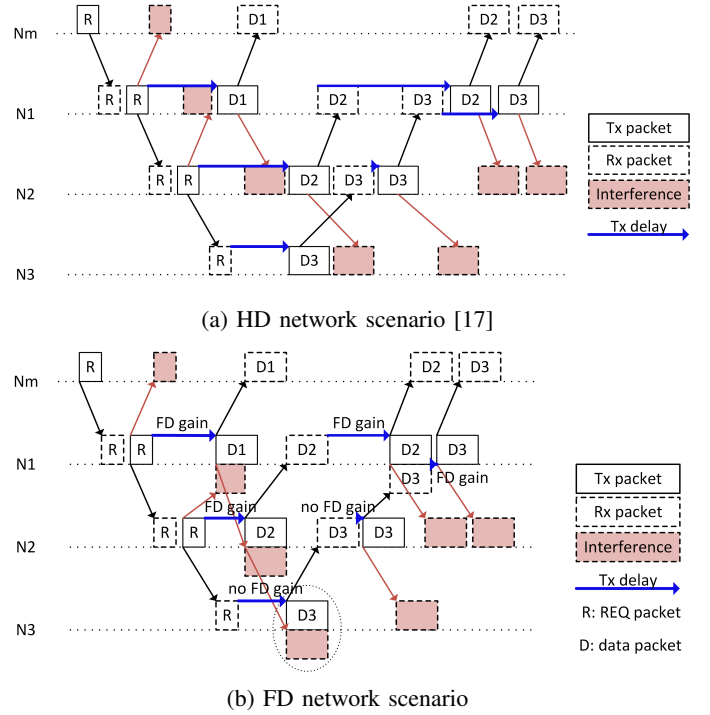 Nm R D1 D2 D3
R R D1 D2 D3 D2 D3
N1
R R D2 D3 D3
N2
R D3
N3
Tx packet
Rx packet
Interference
Tx delay
(a) HD network scenario [17]
Nm R D1 D2 D3
FD gain FD gain
R R D1 D2 D2 D3
N1
D3 FD gain
FD gain no FD gain
R R D2 D3 D3
N2
no FD gain
R D3
N3
Tx packet
Rx packet
Interference
Tx delay
R: REQ packet
D: data packet
(b) FD network scenario